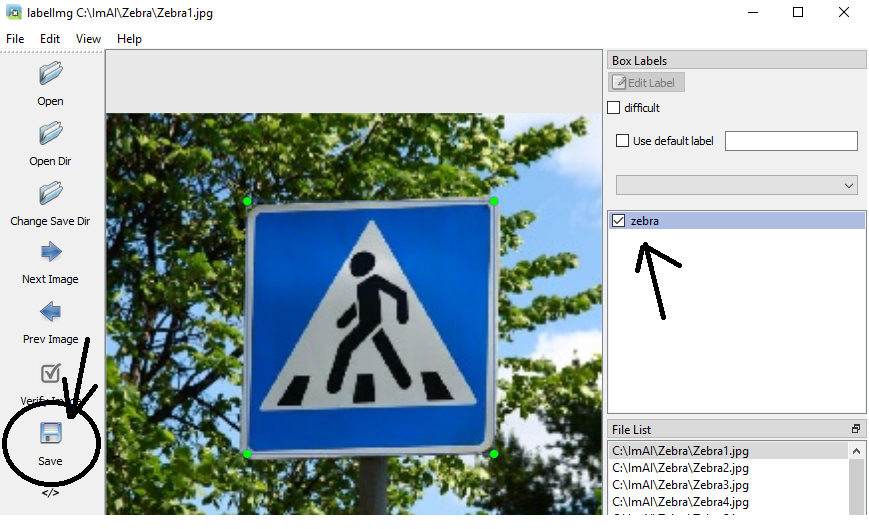 labelImg C:\ImAI\Zebra\Zebra1.jpg
File Edit View Help
Open
Open Dir
Change Save Dir
Next Image
Prev Image
Verify Image
Save
</>
Box Labels
Edit Label
difficult
Use default label
zebra
File List
C:\ImAI\Zebra\Zebra1.jpg
C:\ImAI\Zebra\Zebra2.jpg
C:\ImAI\Zebra\Zebra3.jpg
C:\ImAI\Zebra\Zebra4.jpg